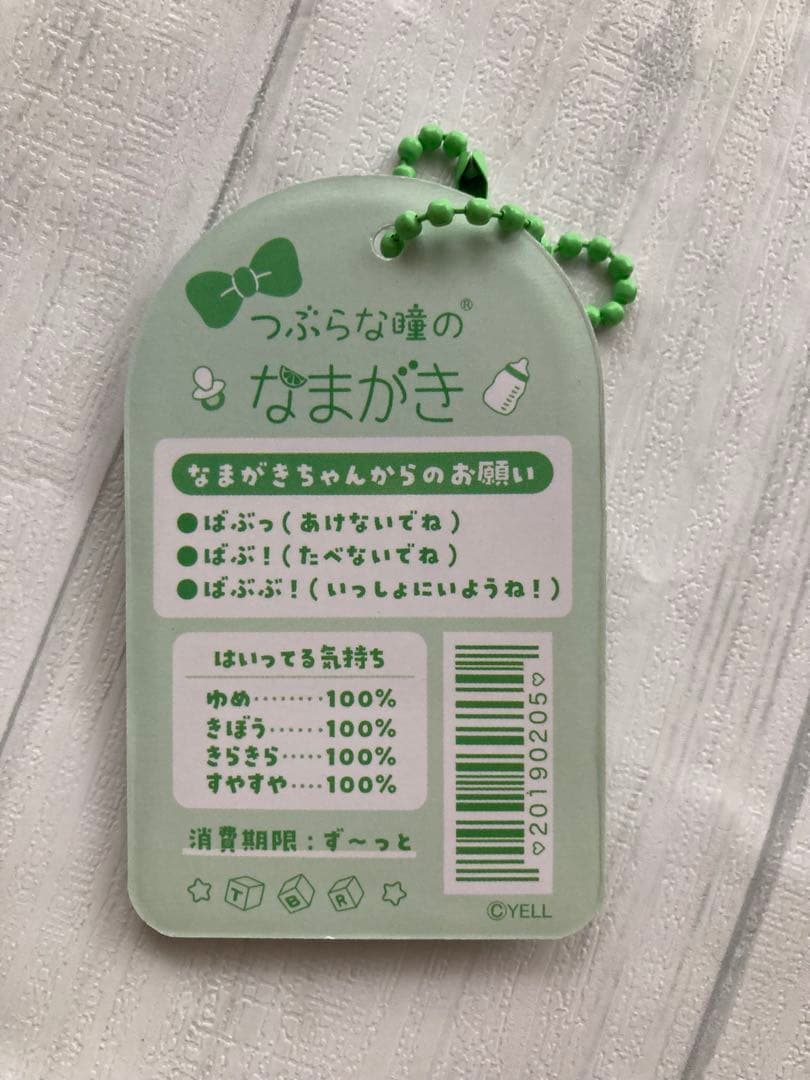 つぶらな瞳の®
なまがき
なまがきちゃんからのお願い
●ばぶっ(あけないでね)
●ばぶ!(たべないでね)
●ばぶぶ!(いっしょにいようね!)
はいってる気持ち
ゆめ········100%
きぼう······100%
きらきら·····100%
すやすや····100%
消費期限:ず〜っと
♡20190205♡
T B R
©YELL